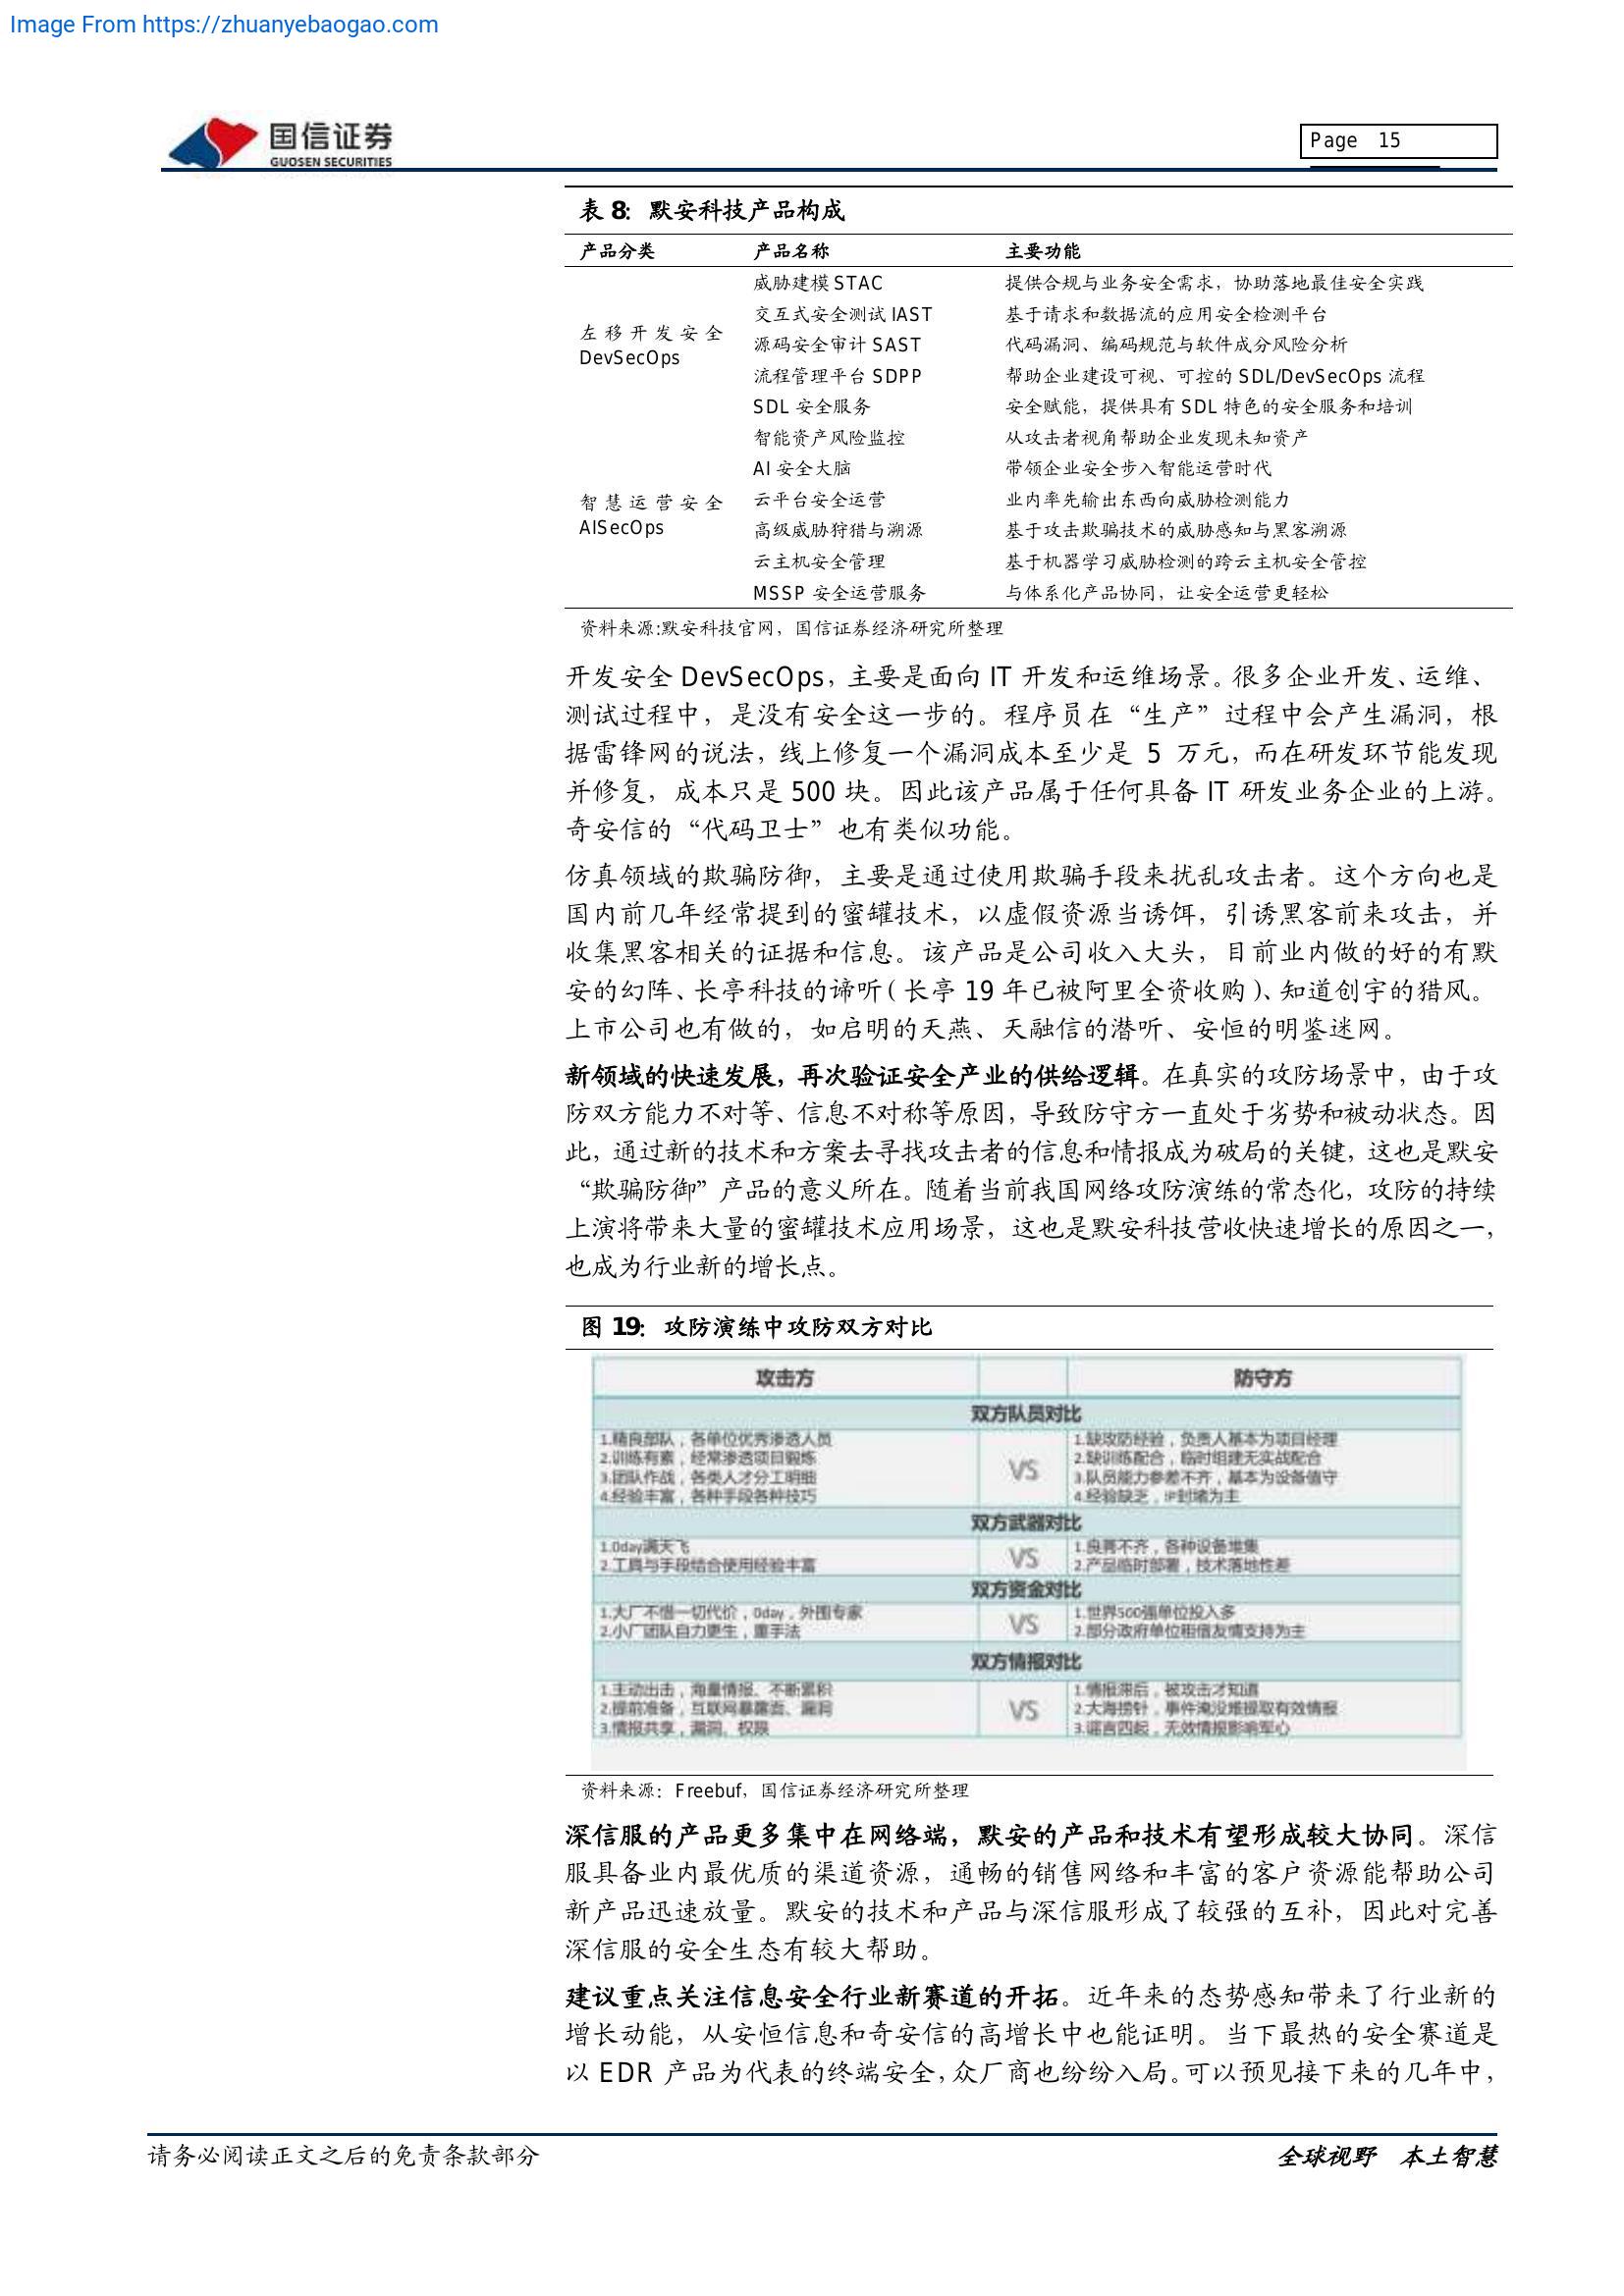 Image From https://zhuanyebaogao.com
国信证券
GUOSEN SECURITIES
Page 15
表 8: 默安科技产品构成
产品分类 产品名称 主要功能
威胁建模 STAC 提供合规与业务安全需求，协助落地最佳安全实践
交互式安全测试 IAST 基于请求和数据流的应用安全检测平台
左移开发安全
DevSecOps
源码安全审计 SAST 代码漏洞、编码规范与软件成分风险分析
流程管理平台 SDPP 帮助企业建设可视、可控的 SDL/DevSecOps 流程
SDL 安全服务 安全赋能，提供具有 SDL 特色的安全服务和培训
智能资产风险监控 从攻击者视角帮助企业发现未知资产
AI 安全大脑 带领企业安全步入智能运营时代
智慧运营安全
AISecOps
云平台安全运营 业内率先输出东西向威胁检测能力
高级威胁狩猎与溯源 基于攻击欺骗技术的威胁感知与黑客溯源
云主机安全管理 基于机器学习威胁检测的跨云主机安全管控
MSSP 安全运营服务 与体系化产品协同，让安全运营更轻松
资料来源:默安科技官网，国信证券经济研究所整理
开发安全 DevSecOps，主要是面向 IT 开发和运维场景。很多企业开发、运维、
测试过程中，是没有安全这一步的。程序员在“生产”过程中会产生漏洞，根
据雷锋网的说法，线上修复一个漏洞成本至少是 5 万元，而在研发环节能发现
并修复，成本只是 500 块。因此该产品属于任何具备 IT 研发业务企业的上游。
奇安信的“代码卫士”也有类似功能。
仿真领域的欺骗防御，主要是通过使用欺骗手段来扰乱攻击者。这个方向也是
国内前几年经常提到的蜜罐技术，以虚假资源当诱饵，引诱黑客前来攻击，并
收集黑客相关的证据和信息。该产品是公司收入大头，目前业内做的好的有默
安的幻阵、长亭科技的谛听（长亭 19 年已被阿里全资收购）、知道创宇的猎风。
上市公司也有做的，如启明的天燕、天融信的潜听、安恒的明鉴迷网。
新领域的快速发展，再次验证安全产业的供给逻辑。在真实的攻防场景中，由于攻
防双方能力不对等、信息不对称等原因，导致防守方一直处于劣势和被动状态。因
此，通过新的技术和方案去寻找攻击者的信息和情报成为破局的关键，这也是默安
“欺骗防御”产品的意义所在。随着当前我国网络攻防演练的常态化，攻防的持续
上演将带来大量的蜜罐技术应用场景，这也是默安科技营收快速增长的原因之一，
也成为行业新的增长点。
图 19: 攻防演练中攻防双方对比
攻击方 防守方
双方队员对比
1.精良部队，各单位优秀渗透人员
2.训练有素，经常渗透项目锻炼
3.团队作战，各类人才分工明细
4.经验丰富，各种手段各种技巧
VS
1.缺攻防经验，负责人基本为项目经理
2.缺训练配合，临时组建无实战配合
3.队员能力参差不齐，基本为设备值守
4.经验缺乏，IP封堵为主
双方武器对比
1.0day满天飞
2.工具与手段结合使用经验丰富
VS
1.良莠不齐，各种设备堆集
2.产品临时部署，技术落地性差
双方资金对比
1.大厂不惜一切代价，0day，外围专家
2.小厂团队自力更生，重手法
VS
1.世界500强单位投入多
2.部分政府单位租借友情支持为主
双方情报对比
1.主动出击，海量情报、不断累积
2.提前准备，互联网暴露面、漏洞
3.情报共享，漏洞、权限
VS
1.情报滞后，被攻击才知道
2.大海捞针，事件淹没难提取有效情报
3.谣言四起，无效情报影响军心
资料来源：Freebuf，国信证券经济研究所整理
深信服的产品更多集中在网络端，默安的产品和技术有望形成较大协同。深信
服具备业内最优质的渠道资源，通畅的销售网络和丰富的客户资源能帮助公司
新产品迅速放量。默安的技术和产品与深信服形成了较强的互补，因此对完善
深信服的安全生态有较大帮助。
建议重点关注信息安全行业新赛道的开拓。近年来的态势感知带来了行业新的
增长动能，从安恒信息和奇安信的高增长中也能证明。当下最热的安全赛道是
以 EDR 产品为代表的终端安全，众厂商也纷纷入局。可以预见接下来的几年中，
请务必阅读正文之后的免责条款部分 全球视野 本土智慧